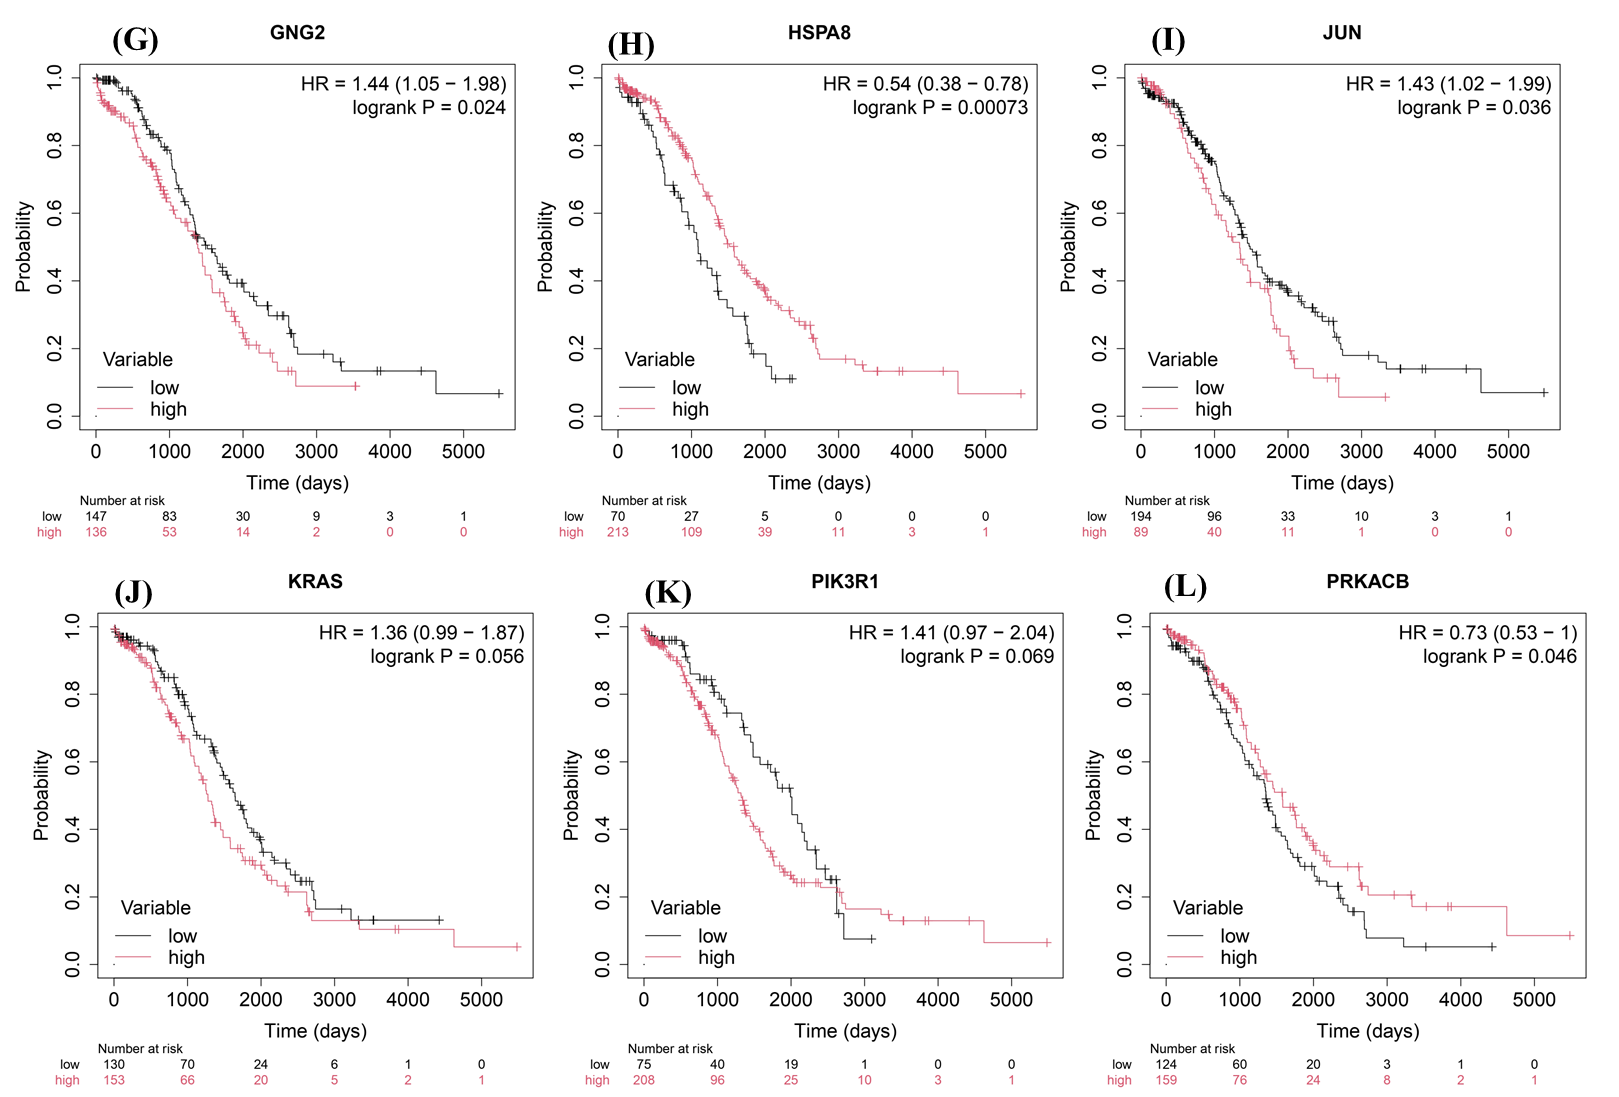 (G) GNG2
HR = 1.44 (1.05 − 1.98)
logrank P = 0.024
Probability
0.0 0.2 0.4 0.6 0.8 1.0
Variable
low
high
0 1000 2000 3000 4000 5000
Time (days)
Number at risk
low 147 83 30 9 3 1
high 136 53 14 2 0 0
(H) HSPA8
HR = 0.54 (0.38 − 0.78)
logrank P = 0.00073
Probability
0.0 0.2 0.4 0.6 0.8 1.0
Variable
low
high
0 1000 2000 3000 4000 5000
Time (days)
Number at risk
low 70 27 5 0 0 0
high 213 109 39 11 3 1
(I) JUN
HR = 1.43 (1.02 − 1.99)
logrank P = 0.036
Probability
0.0 0.2 0.4 0.6 0.8 1.0
Variable
low
high
0 1000 2000 3000 4000 5000
Time (days)
Number at risk
low 194 96 33 10 3 1
high 89 40 11 1 0 0
(J) KRAS
HR = 1.36 (0.99 − 1.87)
logrank P = 0.056
Probability
0.0 0.2 0.4 0.6 0.8 1.0
Variable
low
high
0 1000 2000 3000 4000 5000
Time (days)
Number at risk
low 130 70 24 6 1 0
high 153 66 20 5 2 1
(K) PIK3R1
HR = 1.41 (0.97 − 2.04)
logrank P = 0.069
Probability
0.0 0.2 0.4 0.6 0.8 1.0
Variable
low
high
0 1000 2000 3000 4000 5000
Time (days)
Number at risk
low 75 40 19 1 0 0
high 208 96 25 10 3 1
(L) PRKACB
HR = 0.73 (0.53 − 1)
logrank P = 0.046
Probability
0.0 0.2 0.4 0.6 0.8 1.0
Variable
low
high
0 1000 2000 3000 4000 5000
Time (days)
Number at risk
low 124 60 20 3 1 0
high 159 76 24 8 2 1